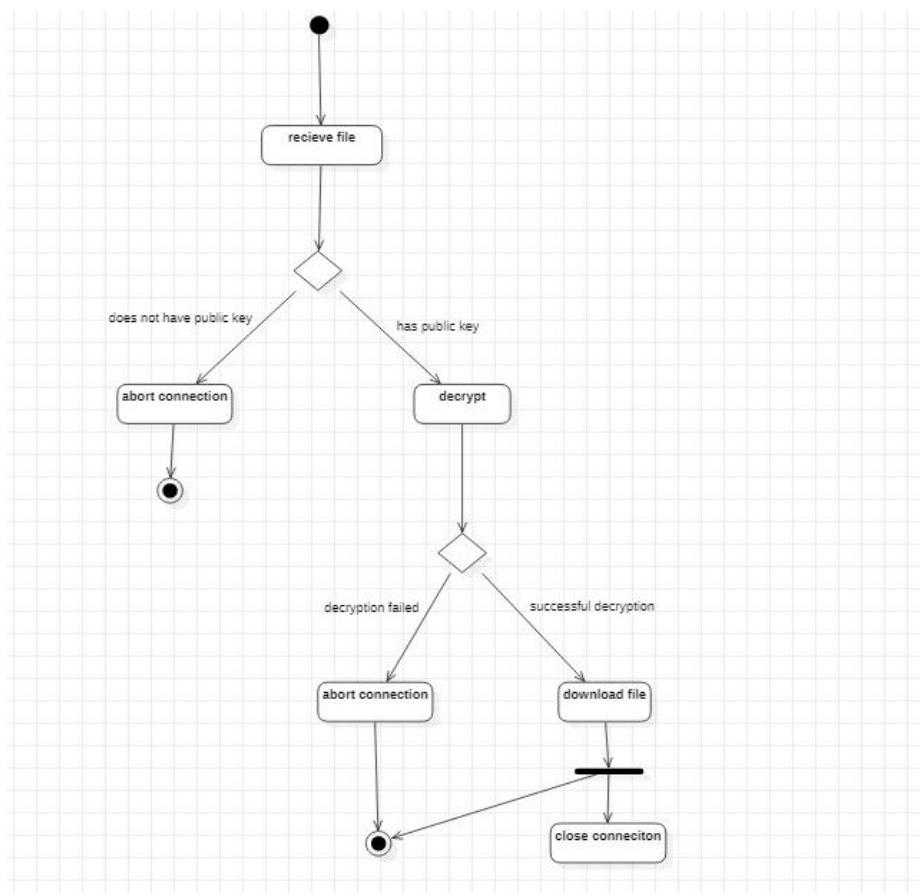 recieve file
does not have public key
has public key
abort connection
decrypt
decryption failed
successful decryption
abort connection
download file
close conneciton